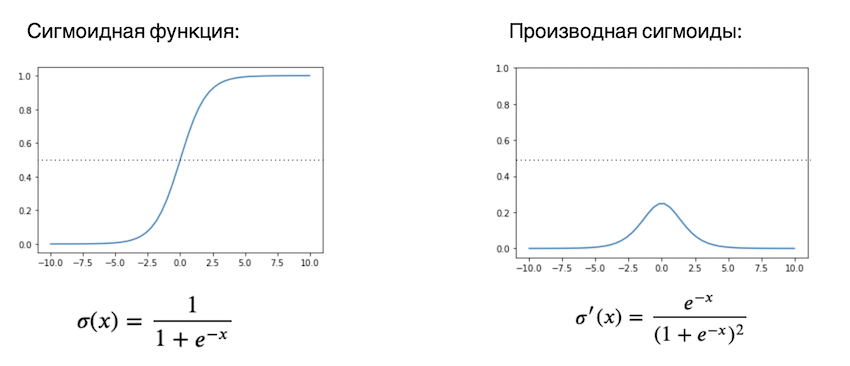 Сигмоидная функция:
1.0
0.8
0.6
0.4
0.2
0.0
−10.0 −7.5 −5.0 −2.5 0.0 2.5 5.0 7.5 10.0
σ(x) = 1 / (1 + e⁻ˣ)
Производная сигмоиды:
1.0
0.8
0.6
0.4
0.2
0.0
−10.0 −7.5 −5.0 −2.5 0.0 2.5 5.0 7.5 10.0
σ′(x) = e⁻ˣ / (1 + e⁻ˣ)²